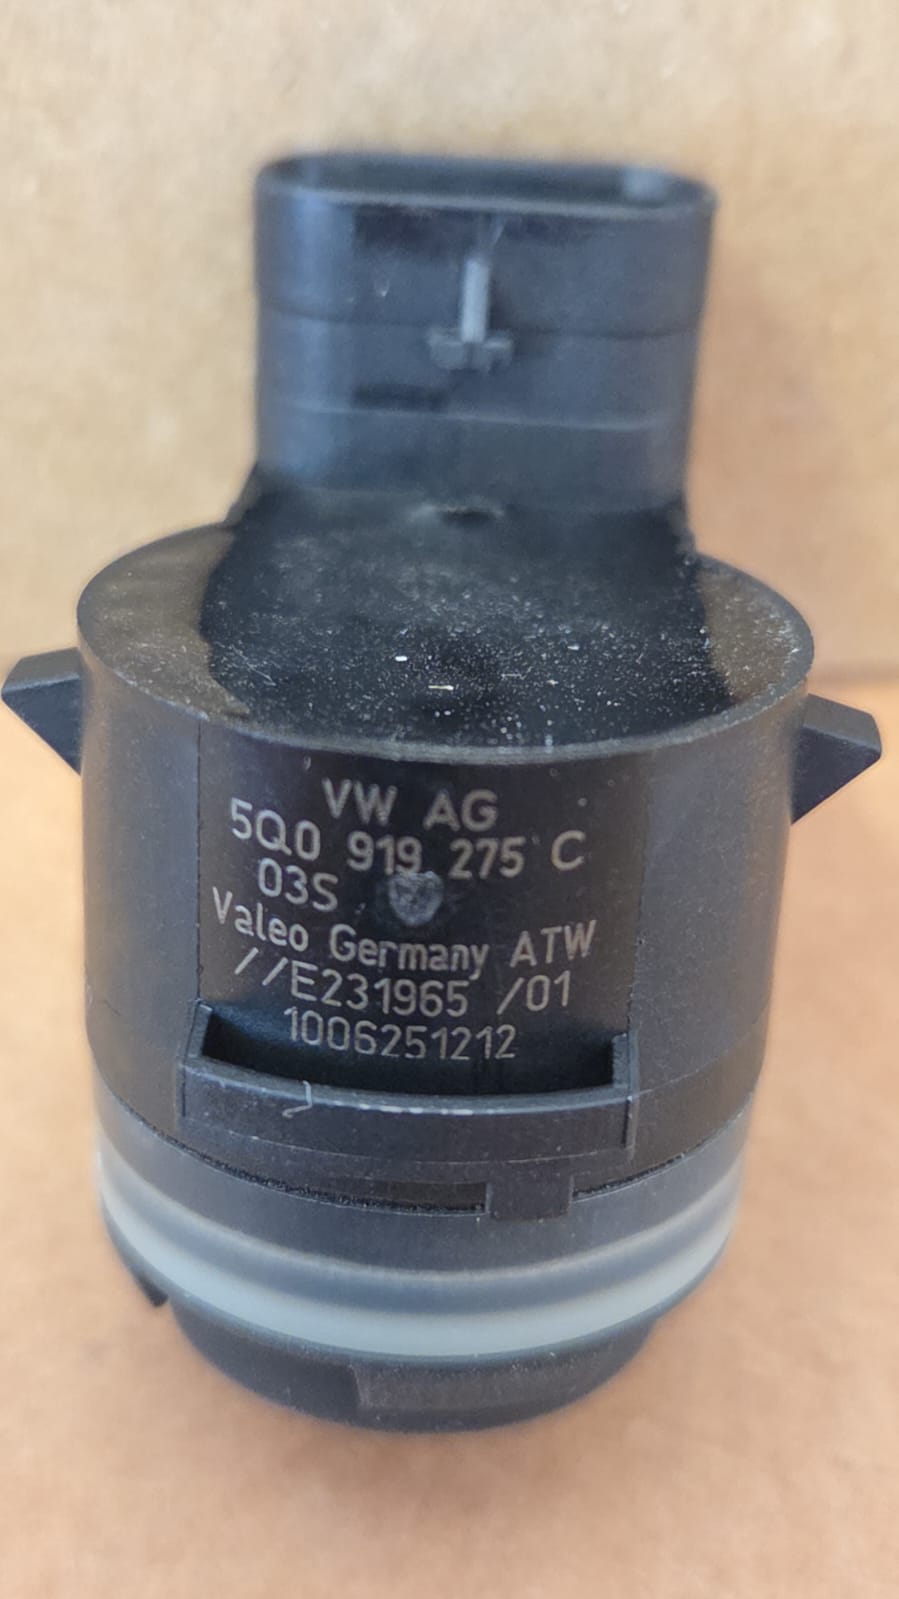 VW AG
5Q0 919 275 C
03S
Valeo Germany ATW
//E231965 /01
1006251212